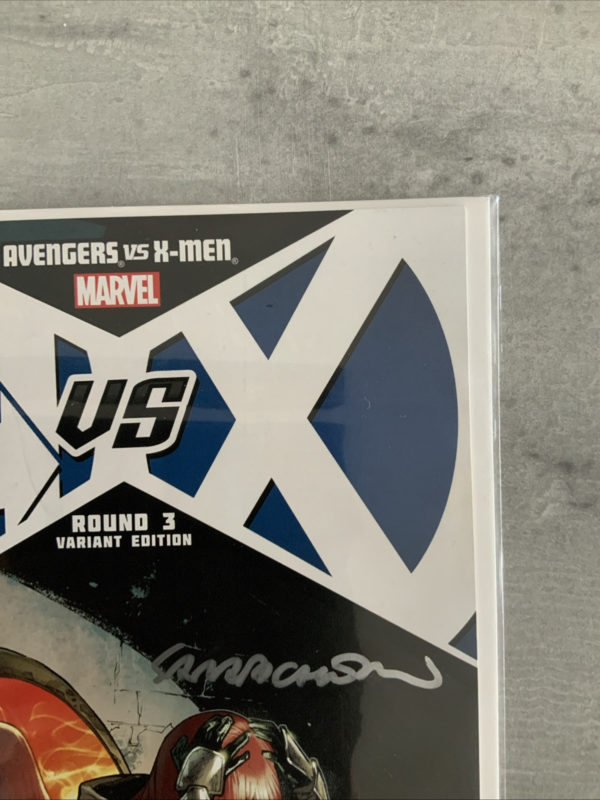 AVENGERS VS X-MEN®
MARVEL
VS X
ROUND 3
VARIANT EDITION